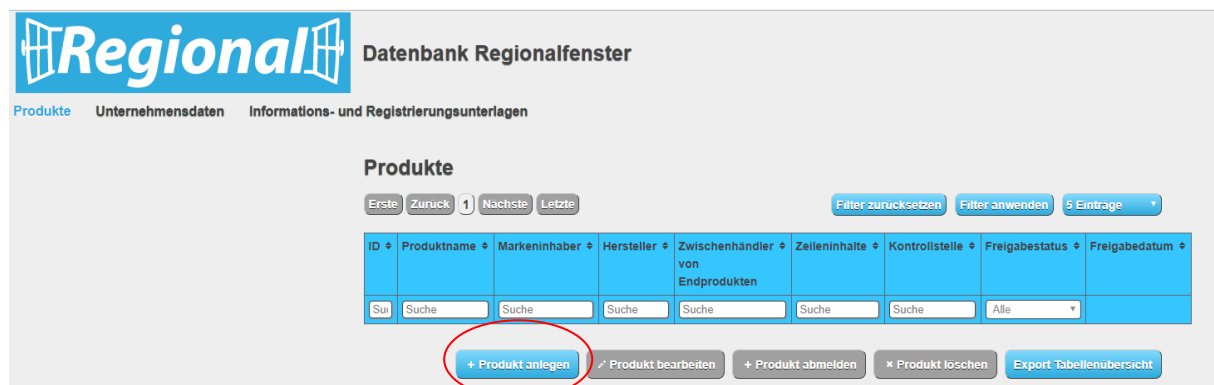 Regional
Datenbank Regionalfenster
Produkte Unternehmensdaten Informations- und Registrierungsunterlagen
Produkte
Erste Zurück 1 Nächste Letzte Filter zurücksetzen Filter anwenden 5 Einträge
ID Produktname Markeninhaber Hersteller Zwischenhändler von Endprodukten Zeileninhalte Kontrollstelle Freigabestatus Freigabedatum
Suc Suche Suche Suche Suche Suche Suche Alle
+ Produkt anlegen Produkt bearbeiten + Produkt abmelden × Produkt löschen Export Tabellenübersicht